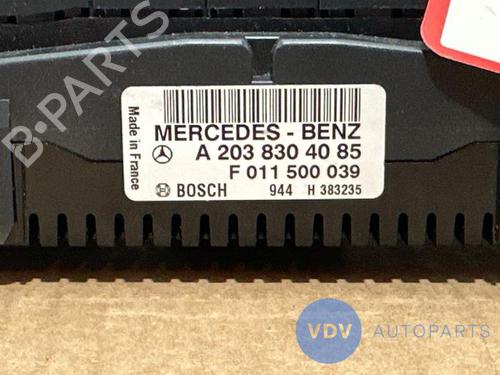 B-PARTS
Made in France
MERCEDES - BENZ
A 203 830 40 85
F 011 500 039
BOSCH 944 H 383235
VDV AUTOPARTS